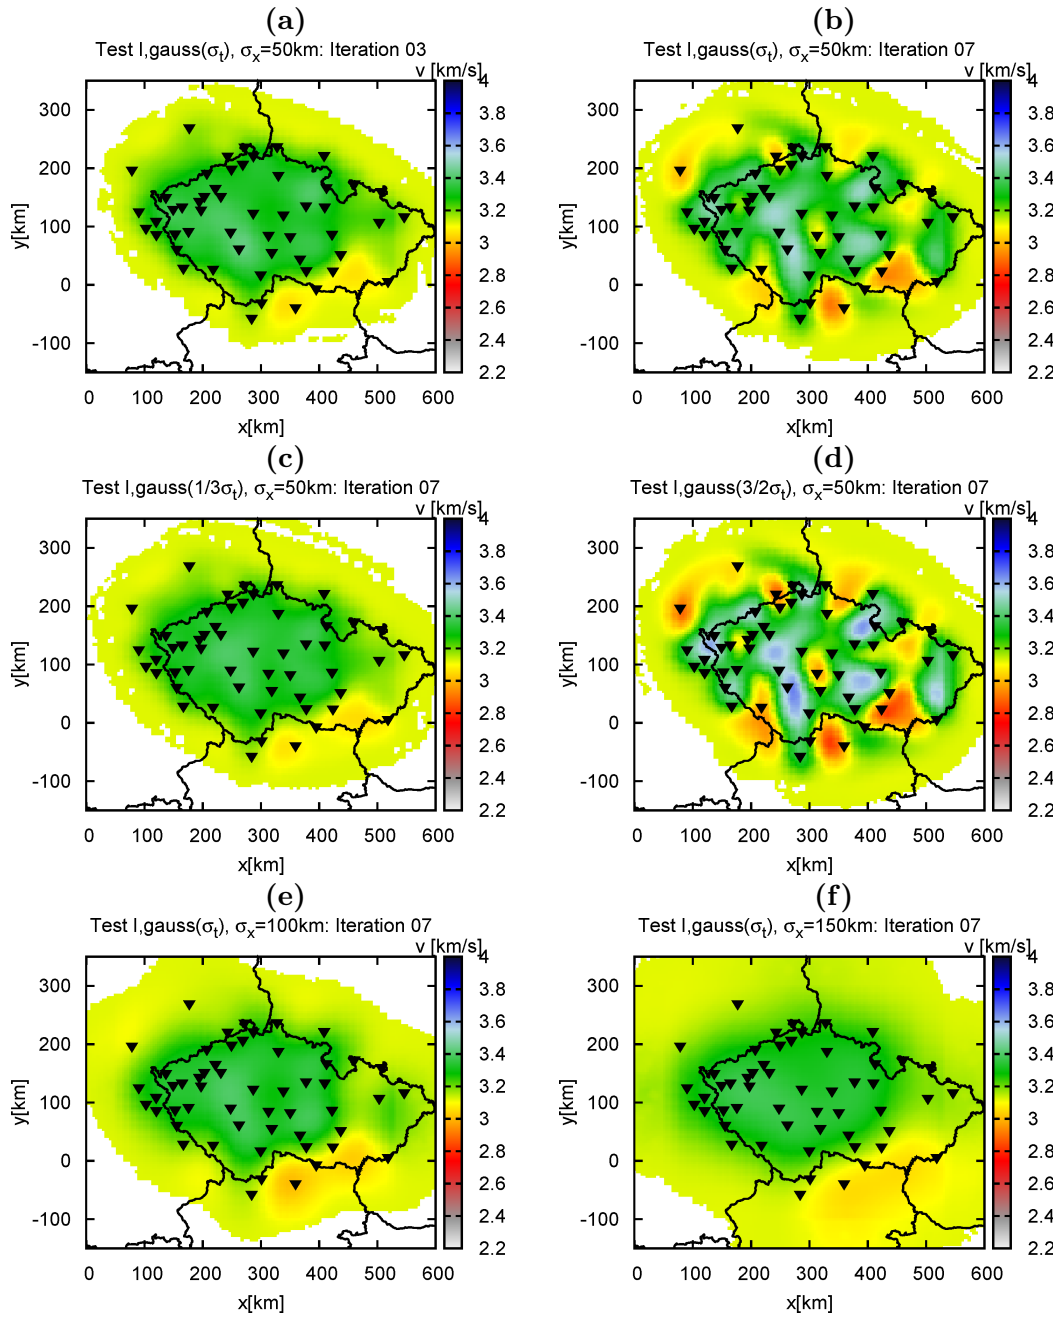 (a)
Test I,gauss(σt), σx=50km: Iteration 03
v [km/s]
4
3.8
3.6
3.4
3.2
3
2.8
2.6
2.4
2.2
300
200
100
0
-100
y[km]
0 100 200 300 400 500 600
x[km]
(b)
Test I,gauss(σt), σx=50km: Iteration 07
v [km/s]
4
3.8
3.6
3.4
3.2
3
2.8
2.6
2.4
2.2
300
200
100
0
-100
y[km]
0 100 200 300 400 500 600
x[km]
(c)
Test I,gauss(1/3σt), σx=50km: Iteration 07
v [km/s]
4
3.8
3.6
3.4
3.2
3
2.8
2.6
2.4
2.2
300
200
100
0
-100
y[km]
0 100 200 300 400 500 600
x[km]
(d)
Test I,gauss(3/2σt), σx=50km: Iteration 07
v [km/s]
4
3.8
3.6
3.4
3.2
3
2.8
2.6
2.4
2.2
300
200
100
0
-100
y[km]
0 100 200 300 400 500 600
x[km]
(e)
Test I,gauss(σt), σx=100km: Iteration 07
v [km/s]
4
3.8
3.6
3.4
3.2
3
2.8
2.6
2.4
2.2
300
200
100
0
-100
y[km]
0 100 200 300 400 500 600
x[km]
(f)
Test I,gauss(σt), σx=150km: Iteration 07
v [km/s]
4
3.8
3.6
3.4
3.2
3
2.8
2.6
2.4
2.2
300
200
100
0
-100
y[km]
0 100 200 300 400 500 600
x[km]